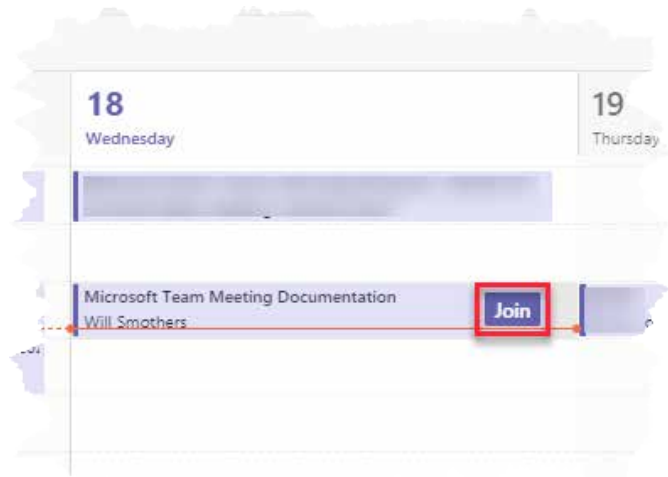 18
Wednesday
19
Thursday
Microsoft Team Meeting Documentation
Will Smothers
Join